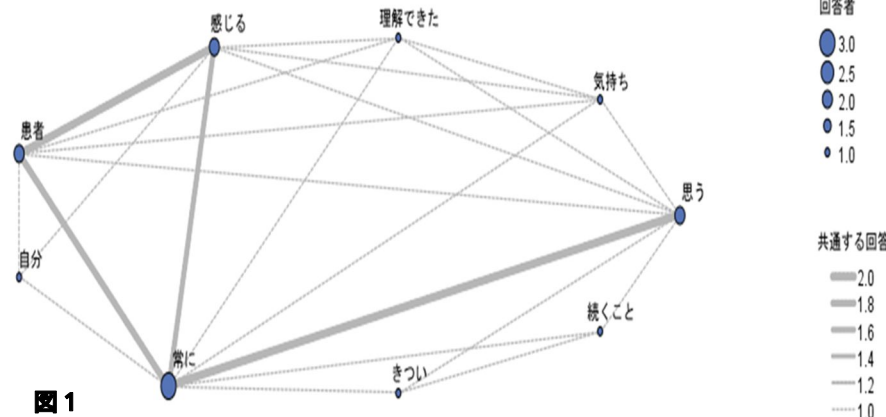 感じる
理解できた
気持ち
患者
思う
自分
続くこと
常に
きつい
図1
回答者
3.0
2.5
2.0
1.5
1.0
共通する回答
2.0
1.8
1.6
1.4
1.2
1.0